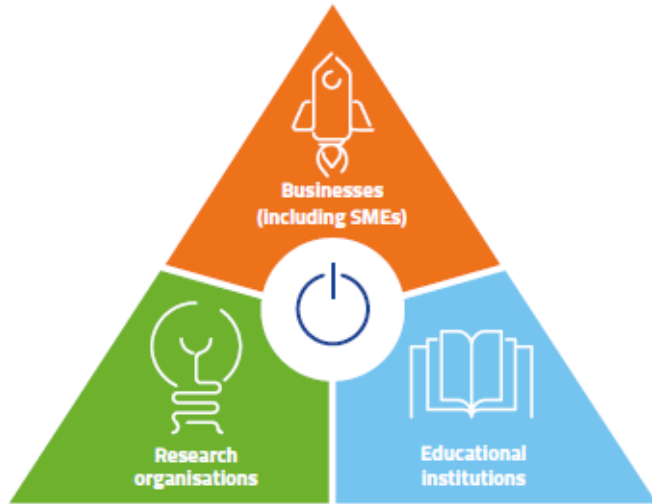 Businesses
(including SMEs)
Research
organisations
Educational
institutions